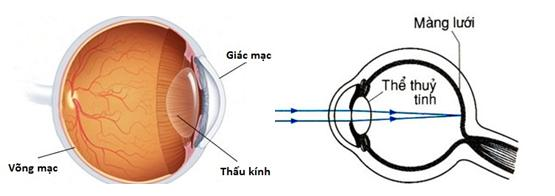 Giác mạc
Võng mạc
Thấu kính
Màng lưới
Thể thuỷ
tinh